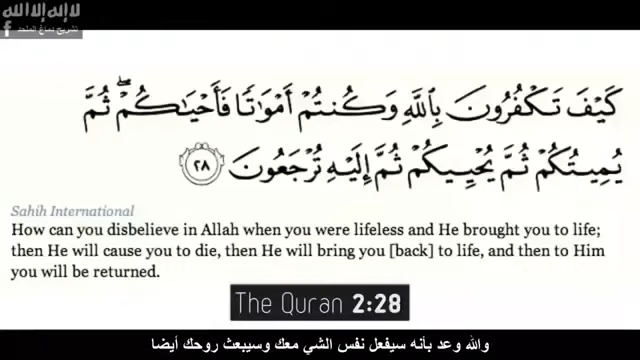 لا إله إلا الله
تشريح دماغ الملحد
كَيْفَ تَكْفُرُونَ بِٱللَّهِ وَكُنتُمْ أَمْوَٰتًا فَأَحْيَـٰكُمْ ۖ ثُمَّ
يُمِيتُكُمْ ثُمَّ يُحْيِيكُمْ ثُمَّ إِلَيْهِ تُرْجَعُونَ ٢٨
Sahih International
How can you disbelieve in Allah when you were lifeless and He brought you to life;
then He will cause you to die, then He will bring you [back] to life, and then to Him
you will be returned.
The Quran 2:28
والله وعد بأنه سيفعل نفس الشي معك وسيبعث روحك أيضا